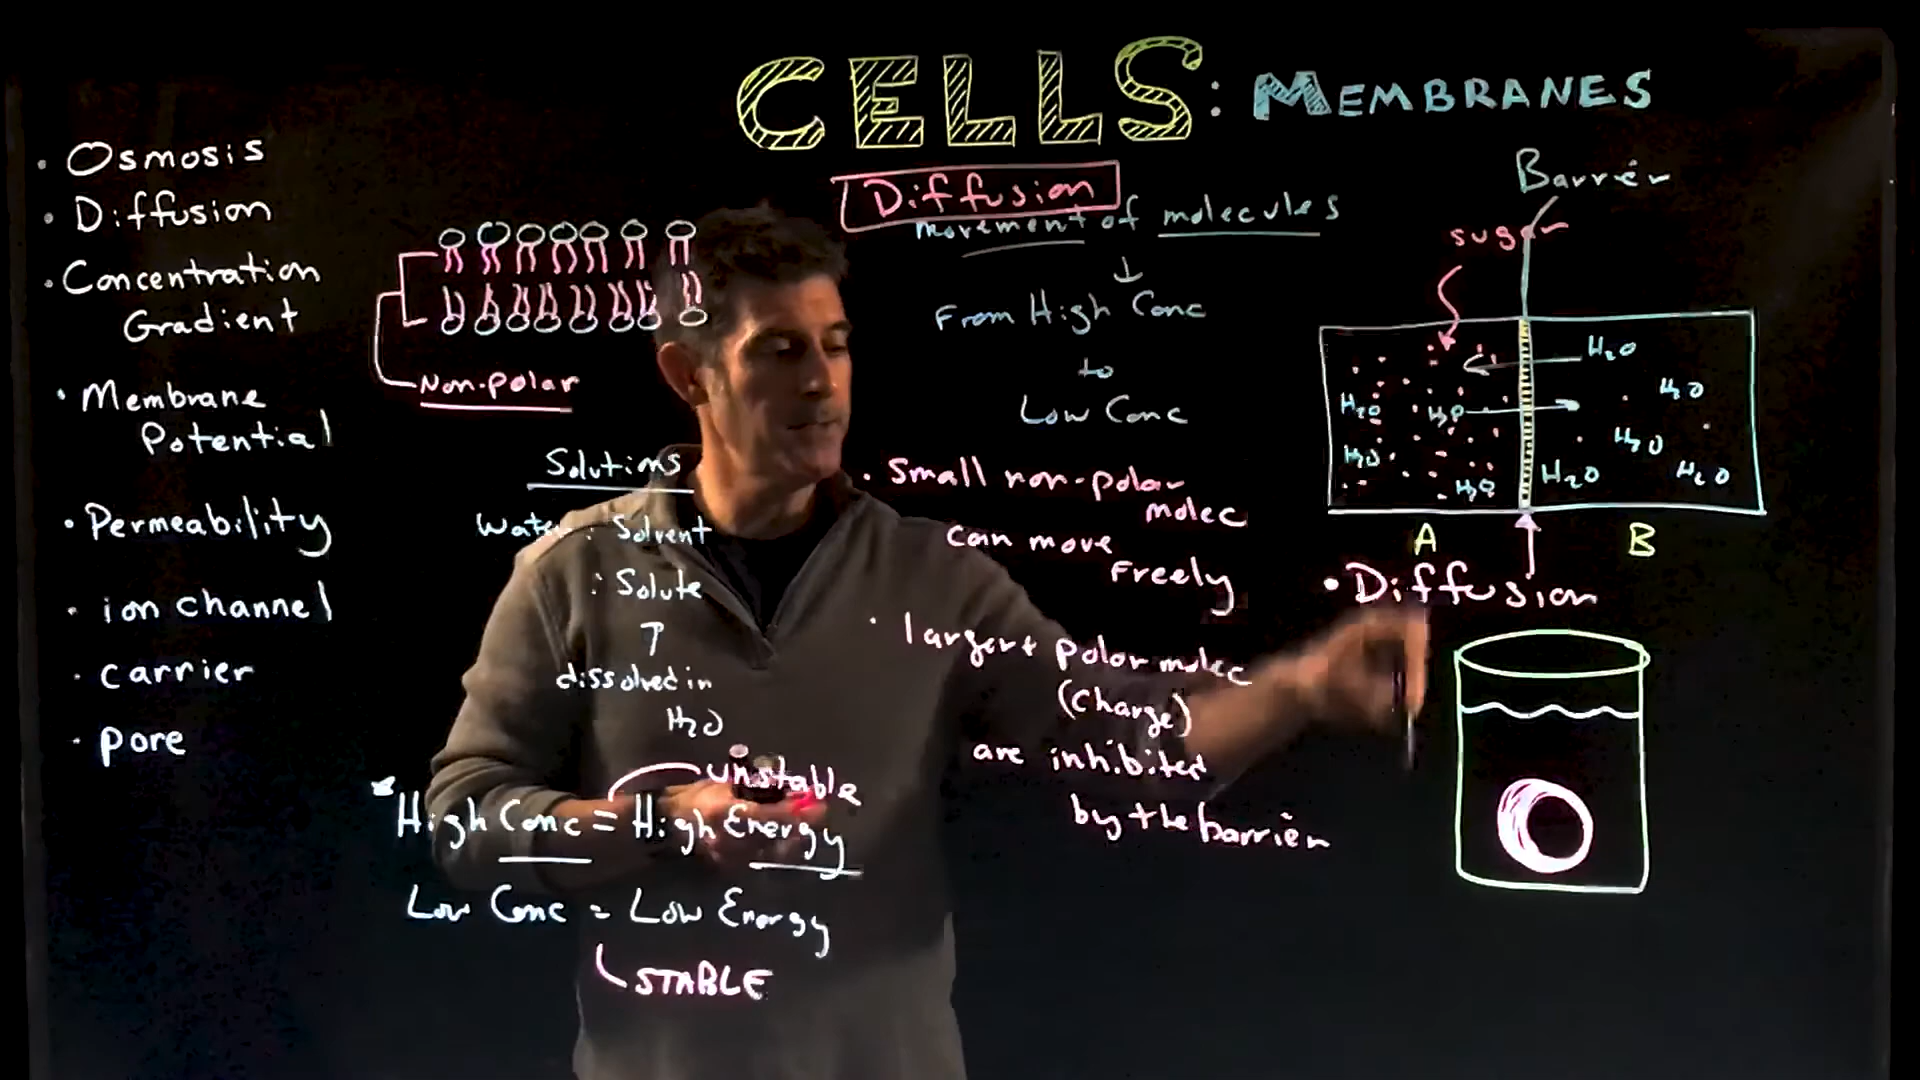 CELLS: MEMBRANES
• Osmosis
• Diffusion
• Concentration
Gradient
• Membrane
Potential
• Permeability
• ion channel
• carrier
• pore
Non-polar
Solutions
Water: Solvent
: Solute
dissolved in
H2O
unstable
* High Conc = High Energy
Low Conc = Low Energy
STABLE
Diffusion
movement of molecules
From High Conc
to
Low Conc
• Small non-polar
molec
can move
Freely
• larger + polar molec
(charge)
are inhibited
by the barrier
Barrier
sugar
H2O
H2O
H2O H2O
H2O
H2O
H2O H2O H2O
A B
• Diffusion